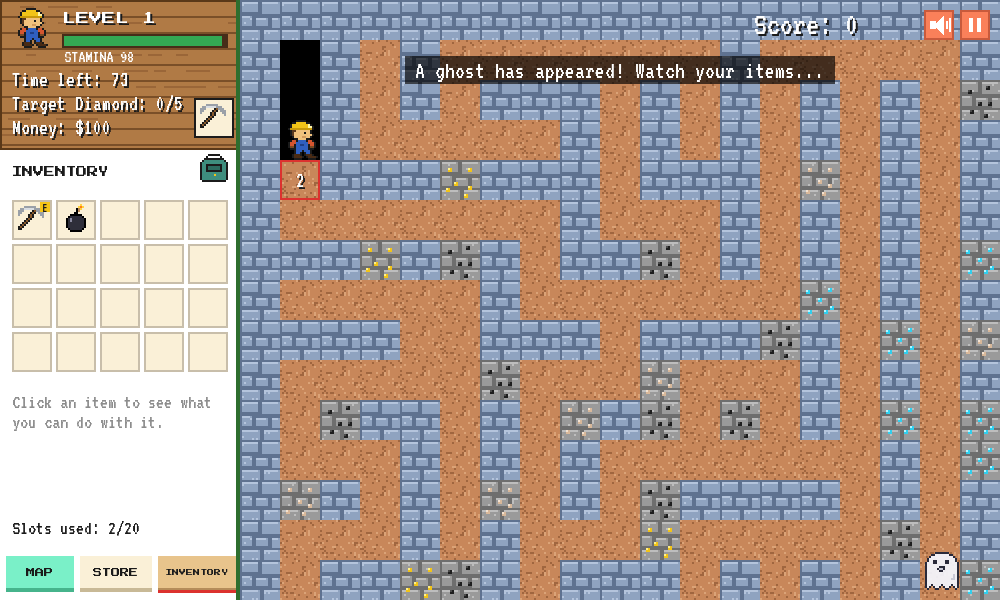 LEVEL 1
STAMINA 98
Time left: 73
Target Diamond: 0/5
Money: $100
Score: 0
A ghost has appeared! Watch your items...
INVENTORY
E
2
Click an item to see what
you can do with it.
Slots used: 2/20
MAP
STORE
INVENTORY